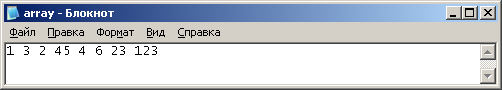 array - Блокнот
Файл Правка Формат Вид Справка
1 3 2 45 4 6 23 123